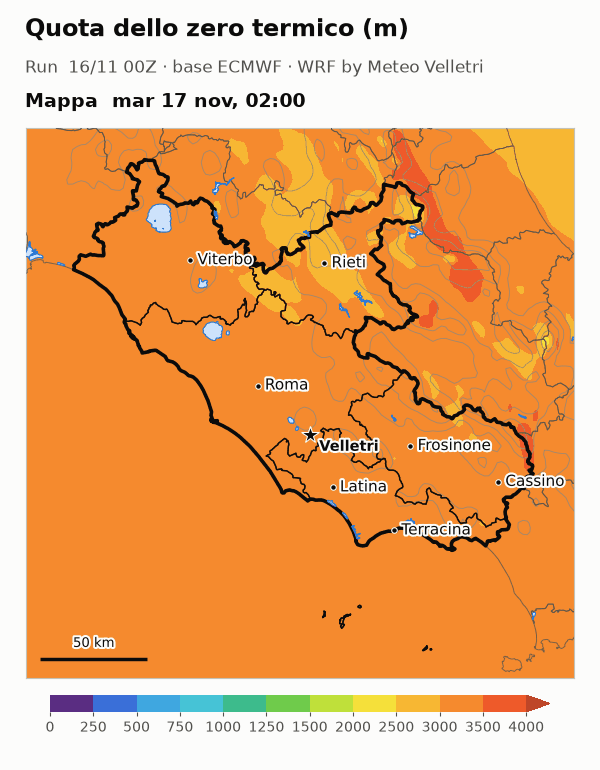 Quota dello zero termico (m)
Run  16/11 00Z · base ECMWF · WRF by Meteo Velletri
Mappa  mar 17 nov, 02:00
Viterbo
Rieti
Roma
Velletri
Frosinone
Latina
Cassino
Terracina
50 km
0 250 500 750 1000 1250 1500 2000 2500 3000 3500 4000